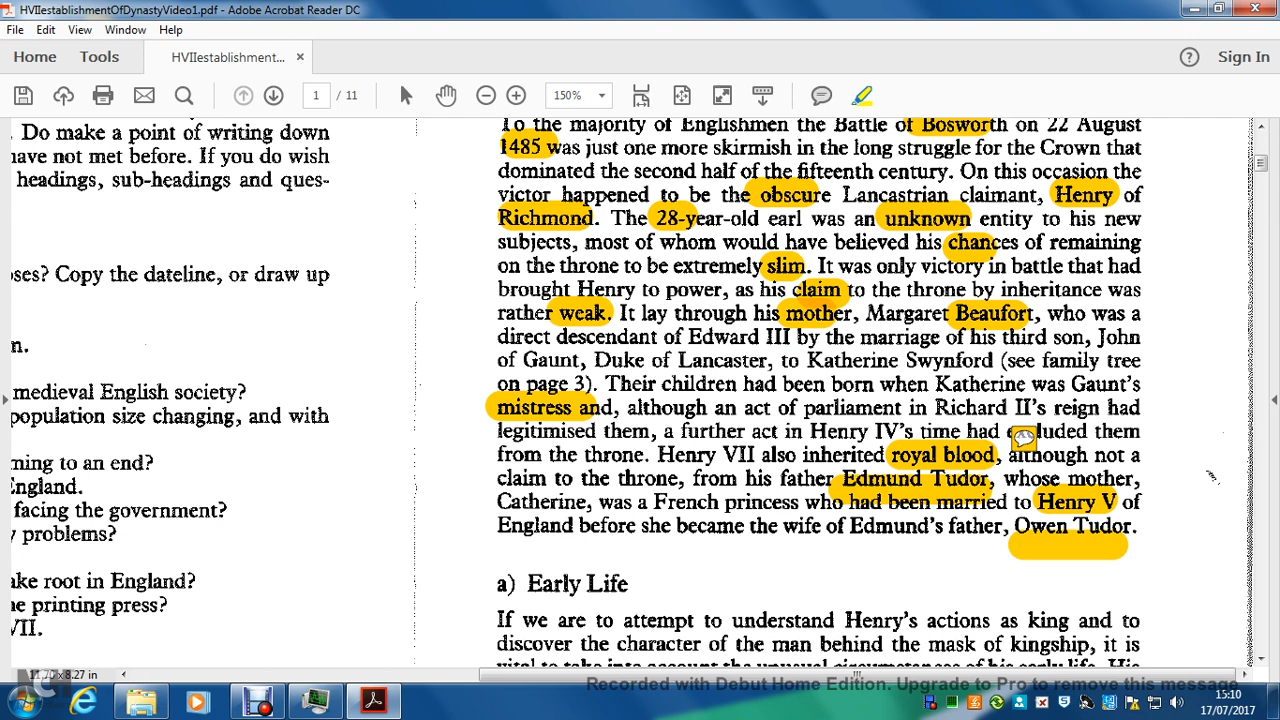 HVIIestablishmentOfDynastyVideo1.pdf - Adobe Acrobat Reader DC
File Edit View Window Help
Home Tools HVIIestablishment... × Sign In
1 / 11 150%
. Do make a point of writing down
have not met before. If you do wish
headings, sub-headings and ques-
oses? Copy the dateline, or draw up
n.
medieval English society?
population size changing, and with
ming to an end?
England.
facing the government?
y problems?
ake root in England?
he printing press?
VII.
To the majority of Englishmen the Battle of Bosworth on 22 August
1485 was just one more skirmish in the long struggle for the Crown that
dominated the second half of the fifteenth century. On this occasion the
victor happened to be the obscure Lancastrian claimant, Henry of
Richmond. The 28-year-old earl was an unknown entity to his new
subjects, most of whom would have believed his chances of remaining
on the throne to be extremely slim. It was only victory in battle that had
brought Henry to power, as his claim to the throne by inheritance was
rather weak. It lay through his mother, Margaret Beaufort, who was a
direct descendant of Edward III by the marriage of his third son, John
of Gaunt, Duke of Lancaster, to Katherine Swynford (see family tree
on page 3). Their children had been born when Katherine was Gaunt's
mistress and, although an act of parliament in Richard II's reign had
legitimised them, a further act in Henry IV's time had them
from the throne. Henry VII also inherited royal blood, although not a
claim to the throne, from his father Edmund Tudor, whose mother,
Catherine, was a French princess who had been married to Henry V of
England before she became the wife of Edmund's father, Owen Tudor.
a) Early Life
If we are to attempt to understand Henry's actions as king and to
discover the character of the man behind the mask of kingship, it is
vital to take into account the unusual circumstances of his early life. His
8.27 in
Recorded with Debut Home Edition. Upgrade to Pro to remove this message
15:10
17/07/2017